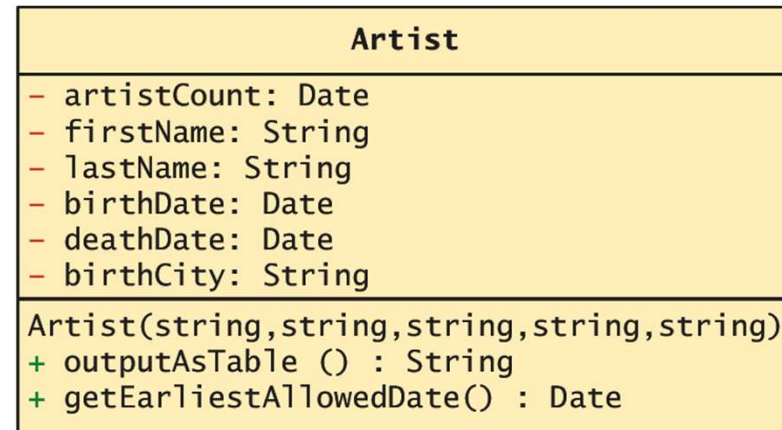 Artist
- artistCount: Date
- firstName: String
- lastName: String
- birthDate: Date
- deathDate: Date
- birthCity: String
Artist(string,string,string,string,string)
+ outputAsTable () : String
+ getEarliestAllowedDate() : Date